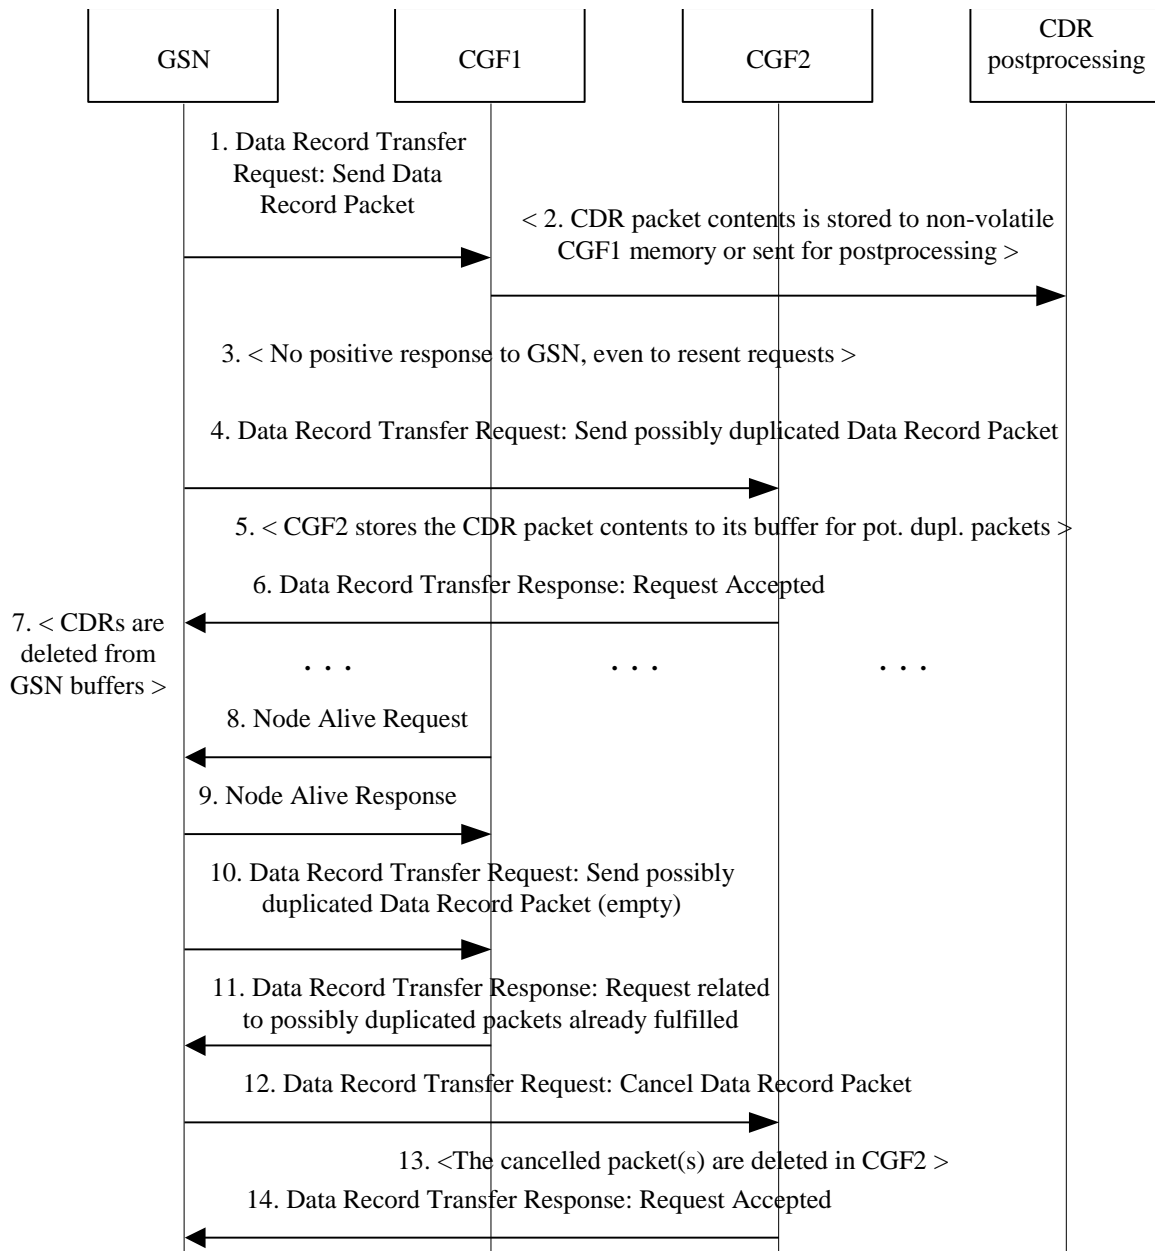 GSN
CGF1
CGF2
CDR
postprocessing
1. Data Record Transfer
Request: Send Data
Record Packet
< 2. CDR packet contents is stored to non-volatile
CGF1 memory or sent for postprocessing >
3. < No positive response to GSN, even to resent requests >
4. Data Record Transfer Request: Send possibly duplicated Data Record Packet
5. < CGF2 stores the CDR packet contents to its buffer for pot. dupl. packets >
6. Data Record Transfer Response: Request Accepted
7. < CDRs are
deleted from
GSN buffers >
. . .
. . .
. . .
8. Node Alive Request
9. Node Alive Response
10. Data Record Transfer Request: Send possibly
duplicated Data Record Packet (empty)
11. Data Record Transfer Response: Request related
to possibly duplicated packets already fulfilled
12. Data Record Transfer Request: Cancel Data Record Packet
13. <The cancelled packet(s) are deleted in CGF2 >
14. Data Record Transfer Response: Request Accepted